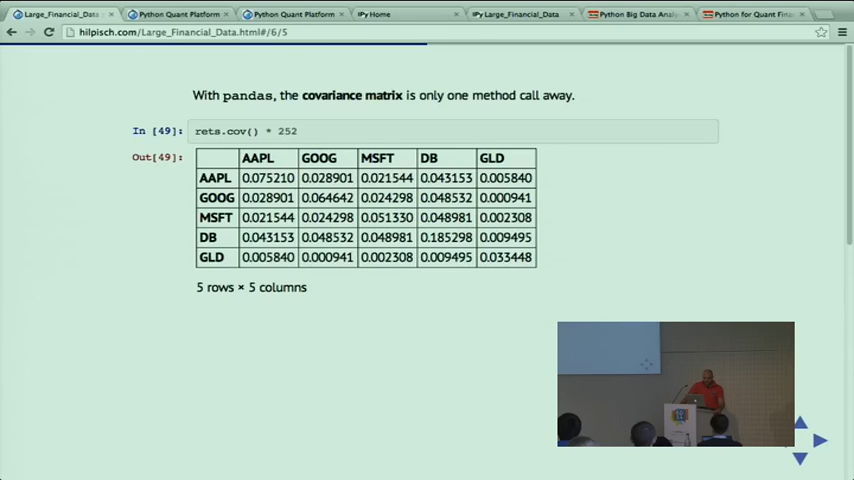 Large_Financial_Data
Python Quant Platform
Python Quant Platform
IPy Home
IPy Large_Financial_Data
Python Big Data Analy
Python for Quant Finan
hilpisch.com/Large_Financial_Data.html#/6/5
With pandas, the covariance matrix is only one method call away.
In [49]: rets.cov() * 252
Out[49]:
AAPL GOOG MSFT DB GLD
AAPL 0.075210 0.028901 0.021544 0.043153 0.005840
GOOG 0.028901 0.064642 0.024298 0.048532 0.000941
MSFT 0.021544 0.024298 0.051330 0.048981 0.002308
DB 0.043153 0.048532 0.048981 0.185298 0.009495
GLD 0.005840 0.000941 0.002308 0.009495 0.033448
5 rows × 5 columns